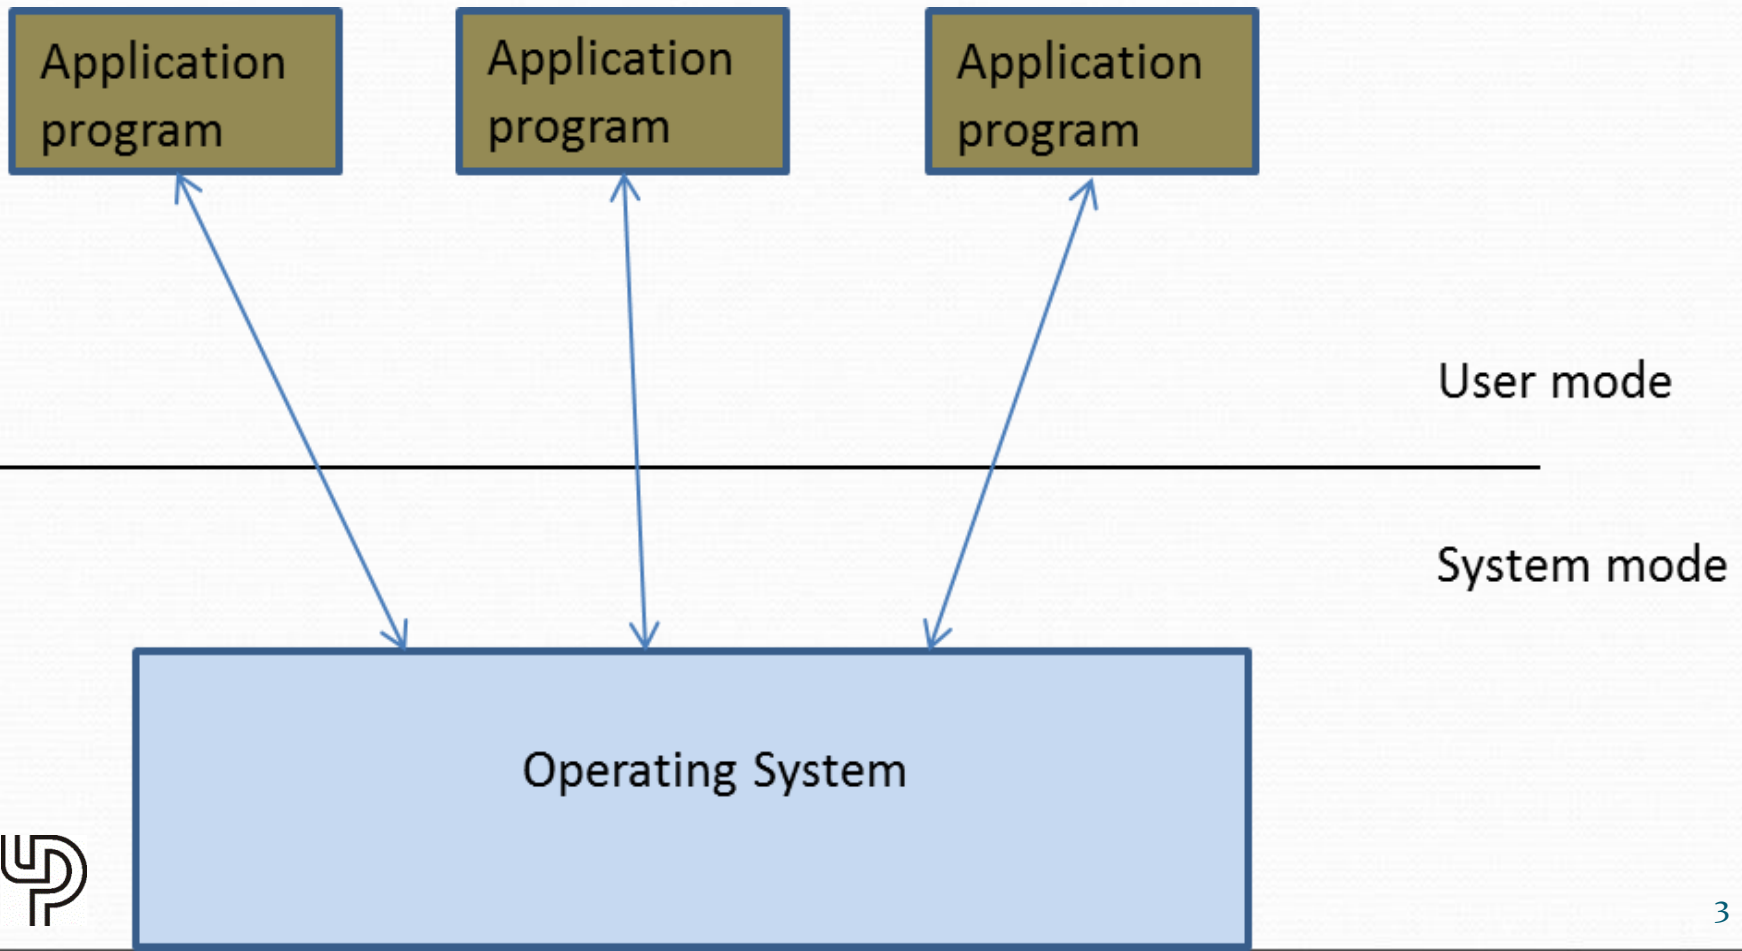 Application
program
Application
program
Application
program
User mode
System mode
Operating System
3